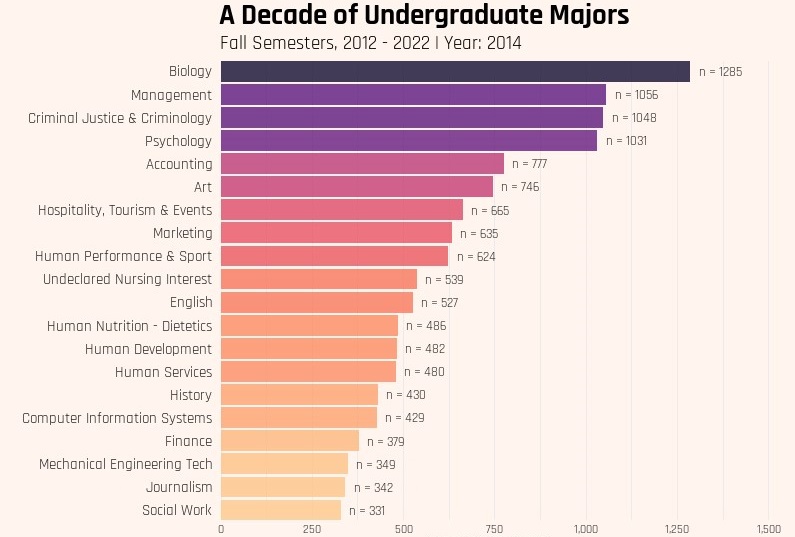 A Decade of Undergraduate Majors
Fall Semesters, 2012 - 2022 | Year: 2014
Biology n = 1285
Management n = 1056
Criminal Justice & Criminology n = 1048
Psychology n = 1031
Accounting n = 777
Art n = 746
Hospitality, Tourism & Events n = 665
Marketing n = 635
Human Performance & Sport n = 624
Undeclared Nursing Interest n = 539
English n = 527
Human Nutrition - Dietetics n = 486
Human Development n = 482
Human Services n = 480
History n = 430
Computer Information Systems n = 429
Finance n = 379
Mechanical Engineering Tech n = 349
Journalism n = 342
Social Work n = 331
0 250 500 750 1,000 1,250 1,500